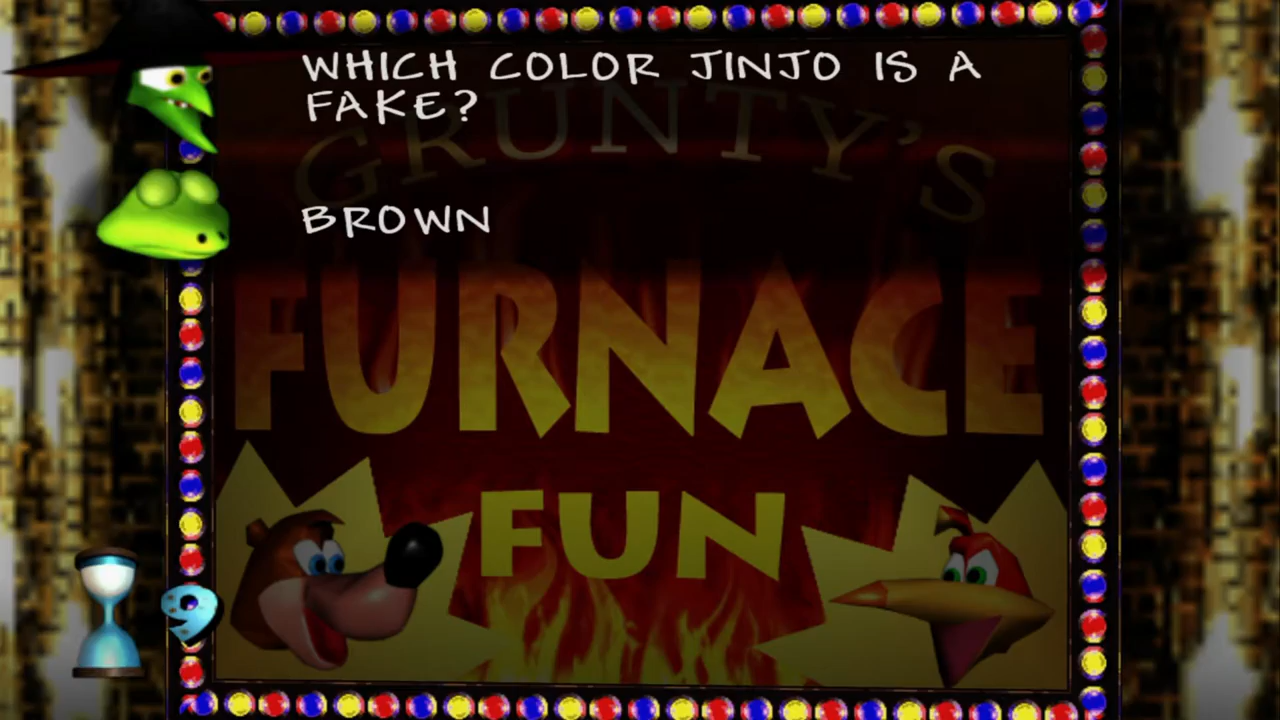 WHICH COLOR JINJO IS A
FAKE?
GRUNTY'S
BROWN
FURNACE
FUN
9